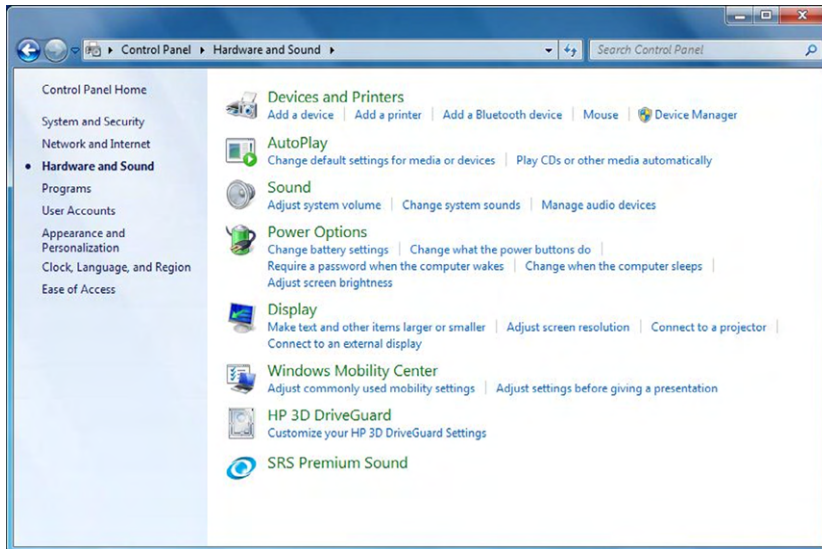 Control Panel Hardware and Sound Search Control Panel
Control Panel Home
System and Security
Network and Internet
Hardware and Sound
Programs
User Accounts
Appearance and
Personalization
Clock, Language, and Region
Ease of Access
Devices and Printers
Add a device Add a printer Add a Bluetooth device Mouse Device Manager
AutoPlay
Change default settings for media or devices Play CDs or other media automatically
Sound
Adjust system volume Change system sounds Manage audio devices
Power Options
Change battery settings Change what the power buttons do
Require a password when the computer wakes Change when the computer sleeps
Adjust screen brightness
Display
Make text and other items larger or smaller Adjust screen resolution Connect to a projector
Connect to an external display
Windows Mobility Center
Adjust commonly used mobility settings Adjust settings before giving a presentation
HP 3D DriveGuard
Customize your HP 3D DriveGuard Settings
SRS Premium Sound